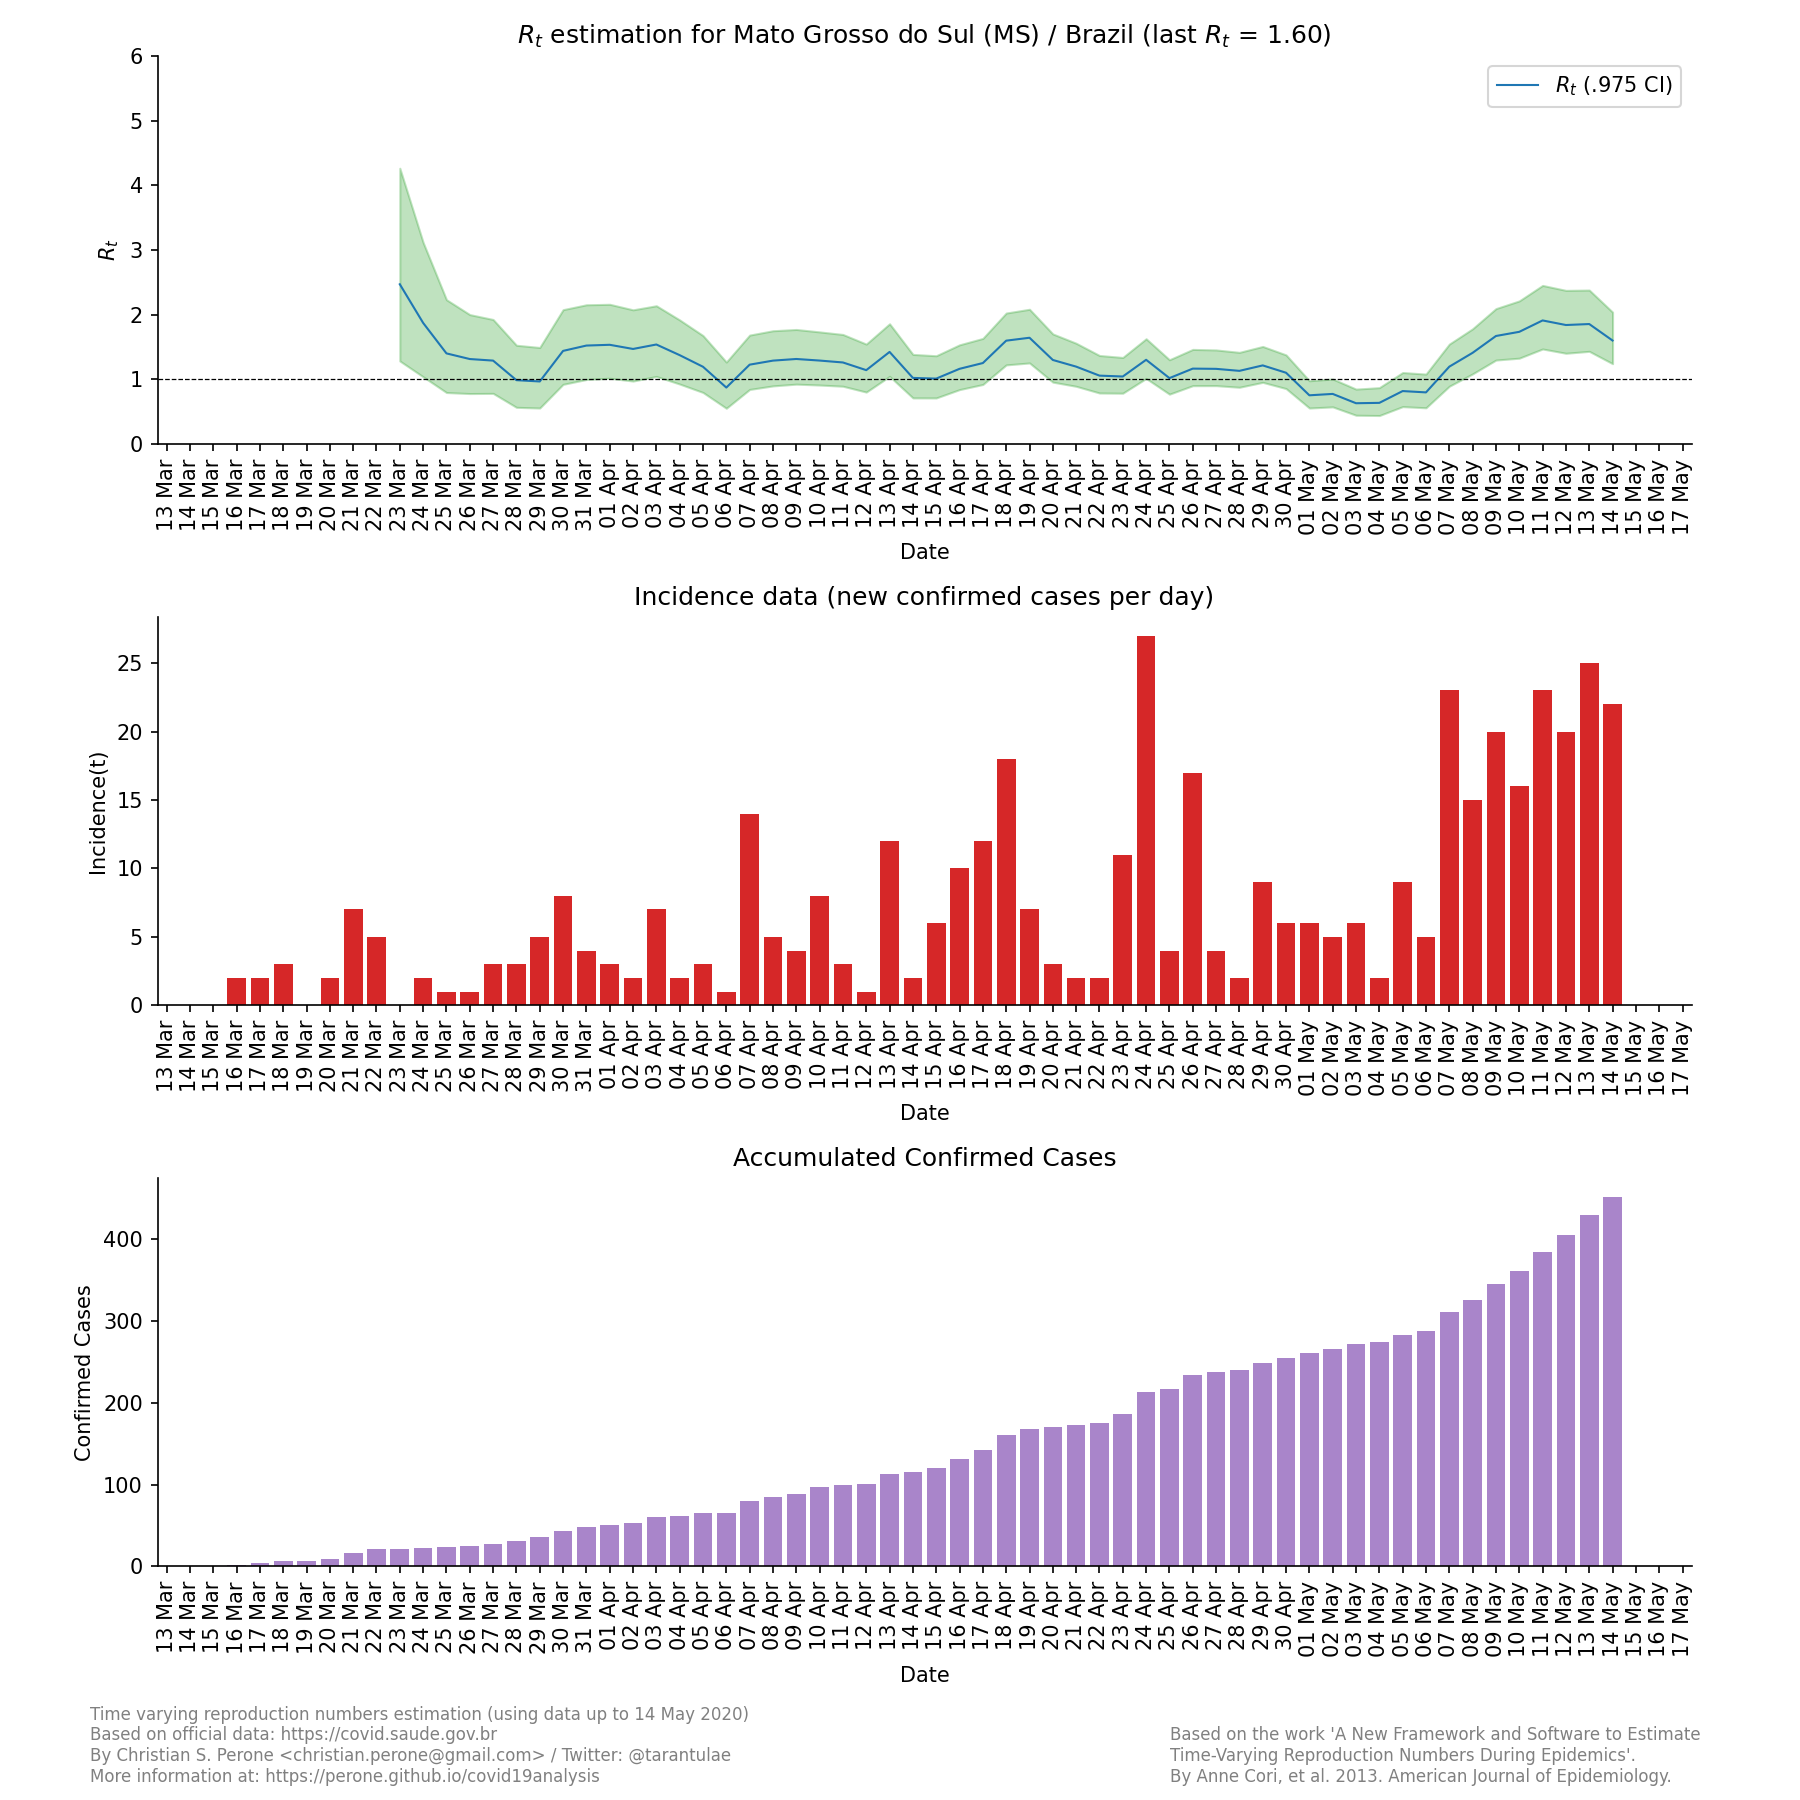 R_t estimation for Mato Grosso do Sul (MS) / Brazil (last R_t = 1.60)
R_t (.975 CI)
6
5
4
3
2
1
0
R_t
13 Mar 14 Mar 15 Mar 16 Mar 17 Mar 18 Mar 19 Mar 20 Mar 21 Mar 22 Mar 23 Mar 24 Mar 25 Mar 26 Mar 27 Mar 28 Mar 29 Mar 30 Mar 31 Mar 01 Apr 02 Apr 03 Apr 04 Apr 05 Apr 06 Apr 07 Apr 08 Apr 09 Apr 10 Apr 11 Apr 12 Apr 13 Apr 14 Apr 15 Apr 16 Apr 17 Apr 18 Apr 19 Apr 20 Apr 21 Apr 22 Apr 23 Apr 24 Apr 25 Apr 26 Apr 27 Apr 28 Apr 29 Apr 30 Apr 01 May 02 May 03 May 04 May 05 May 06 May 07 May 08 May 09 May 10 May 11 May 12 May 13 May 14 May 15 May 16 May 17 May
Date
Incidence data (new confirmed cases per day)
25
20
15
10
5
0
Incidence(t)
13 Mar 14 Mar 15 Mar 16 Mar 17 Mar 18 Mar 19 Mar 20 Mar 21 Mar 22 Mar 23 Mar 24 Mar 25 Mar 26 Mar 27 Mar 28 Mar 29 Mar 30 Mar 31 Mar 01 Apr 02 Apr 03 Apr 04 Apr 05 Apr 06 Apr 07 Apr 08 Apr 09 Apr 10 Apr 11 Apr 12 Apr 13 Apr 14 Apr 15 Apr 16 Apr 17 Apr 18 Apr 19 Apr 20 Apr 21 Apr 22 Apr 23 Apr 24 Apr 25 Apr 26 Apr 27 Apr 28 Apr 29 Apr 30 Apr 01 May 02 May 03 May 04 May 05 May 06 May 07 May 08 May 09 May 10 May 11 May 12 May 13 May 14 May 15 May 16 May 17 May
Date
Accumulated Confirmed Cases
400
300
200
100
0
Confirmed Cases
13 Mar 14 Mar 15 Mar 16 Mar 17 Mar 18 Mar 19 Mar 20 Mar 21 Mar 22 Mar 23 Mar 24 Mar 25 Mar 26 Mar 27 Mar 28 Mar 29 Mar 30 Mar 31 Mar 01 Apr 02 Apr 03 Apr 04 Apr 05 Apr 06 Apr 07 Apr 08 Apr 09 Apr 10 Apr 11 Apr 12 Apr 13 Apr 14 Apr 15 Apr 16 Apr 17 Apr 18 Apr 19 Apr 20 Apr 21 Apr 22 Apr 23 Apr 24 Apr 25 Apr 26 Apr 27 Apr 28 Apr 29 Apr 30 Apr 01 May 02 May 03 May 04 May 05 May 06 May 07 May 08 May 09 May 10 May 11 May 12 May 13 May 14 May 15 May 16 May 17 May
Date
Time varying reproduction numbers estimation (using data up to 14 May 2020)
Based on official data: https://covid.saude.gov.br
By Christian S. Perone <christian.perone@gmail.com> / Twitter: @tarantulae
More information at: https://perone.github.io/covid19analysis
Based on the work 'A New Framework and Software to Estimate
Time-Varying Reproduction Numbers During Epidemics'.
By Anne Cori, et al. 2013. American Journal of Epidemiology.